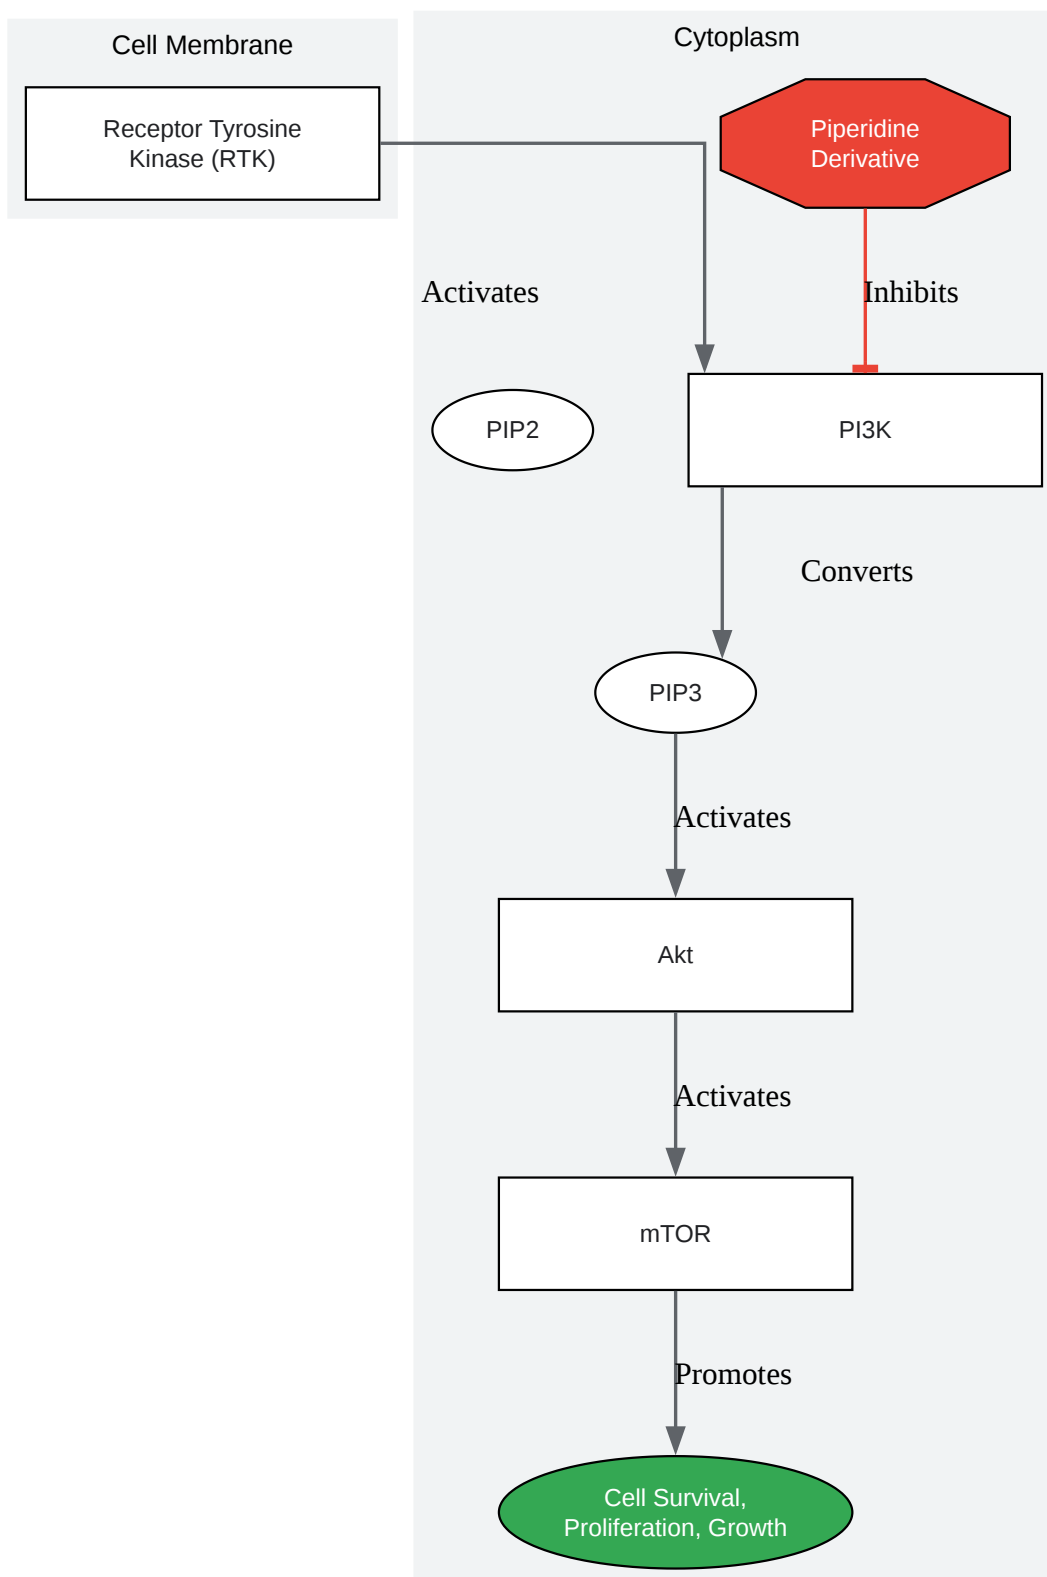 Cell Membrane
Cytoplasm
Receptor Tyrosine
Kinase (RTK)
Piperidine
Derivative
Activates
Inhibits
PIP2
PI3K
Converts
PIP3
Activates
Akt
Activates
mTOR
Promotes
Cell Survival,
Proliferation, Growth